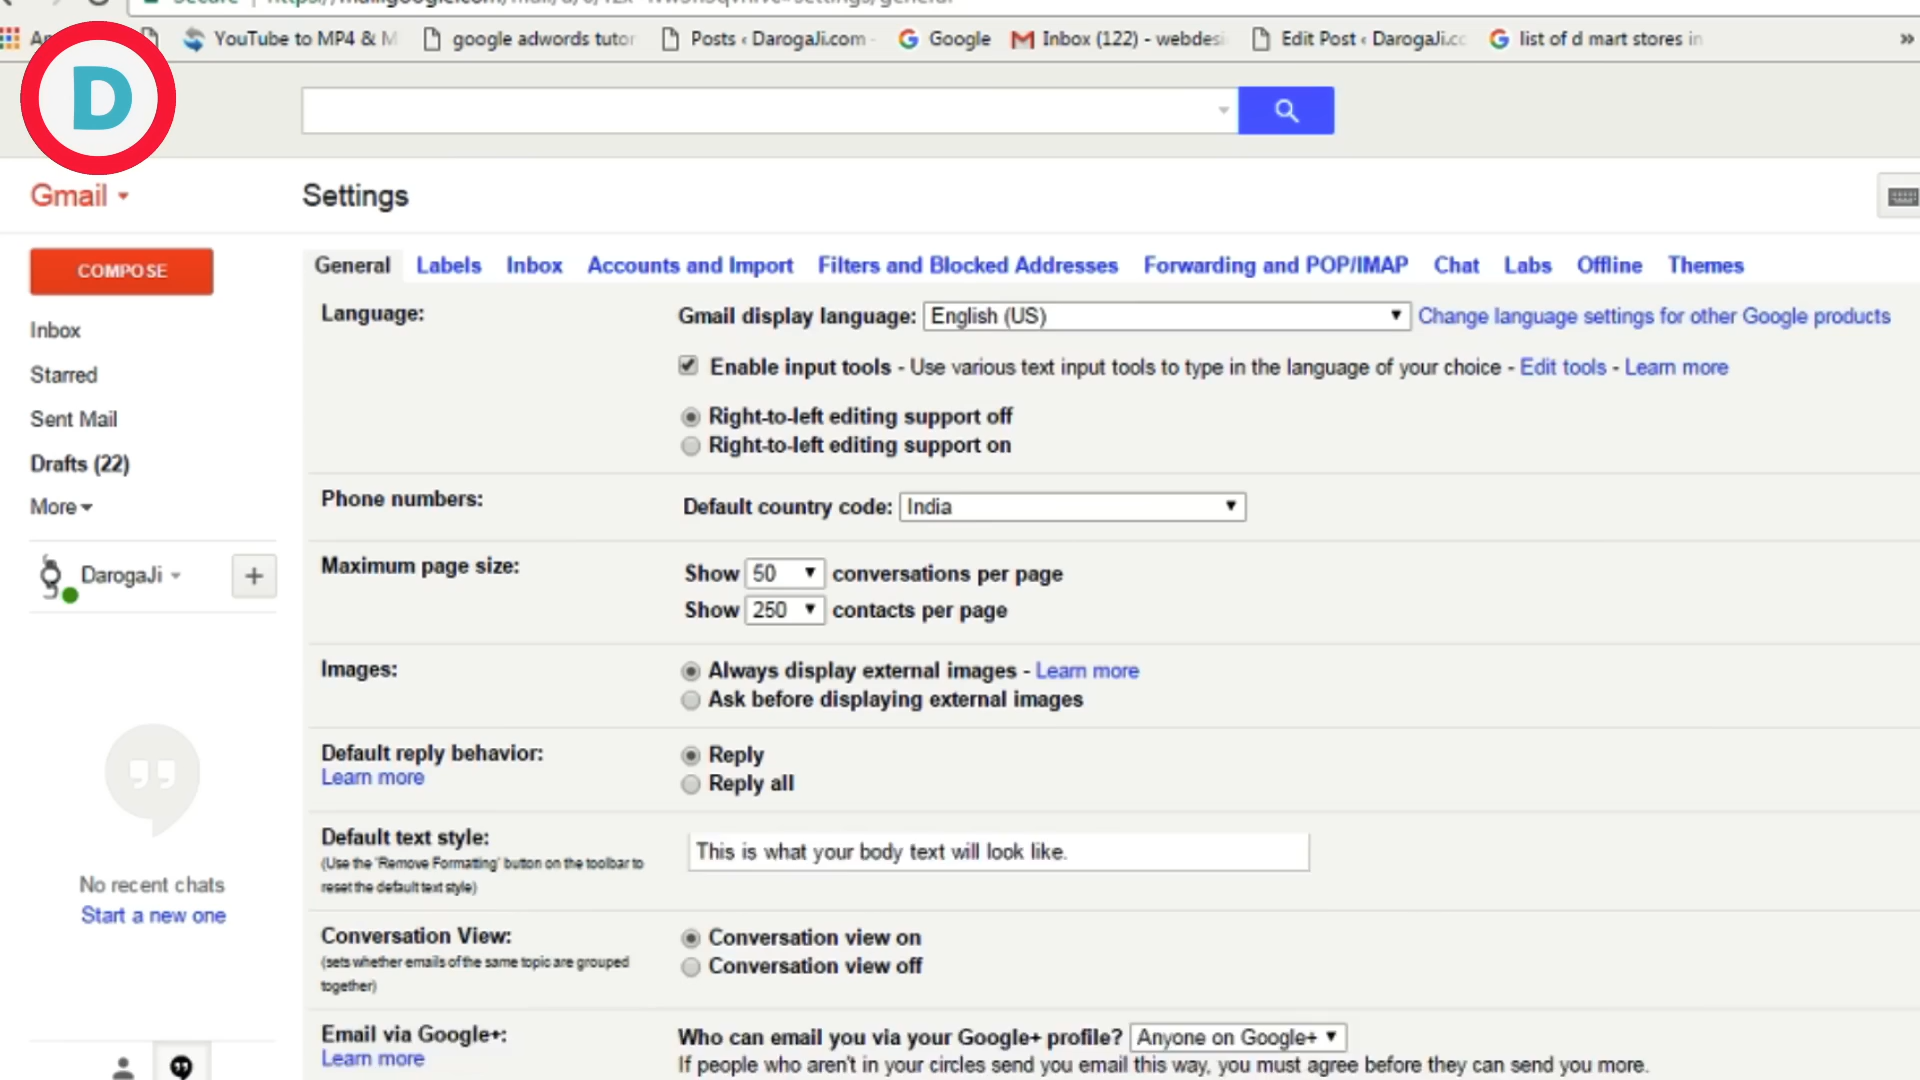 YouTube to MP4 & M
google adwords tutor
Posts ‹ DarogaJi.com -
Google
Inbox (122) - webdesi
Edit Post ‹ DarogaJi.co
list of d mart stores in
»
D
Gmail
Settings
COMPOSE
Inbox
Starred
Sent Mail
Drafts (22)
More
DarogaJi
+
No recent chats
Start a new one
General Labels Inbox Accounts and Import Filters and Blocked Addresses Forwarding and POP/IMAP Chat Labs Offline Themes
Language:
Gmail display language: English (US) Change language settings for other Google products
Enable input tools - Use various text input tools to type in the language of your choice - Edit tools - Learn more
Right-to-left editing support off
Right-to-left editing support on
Phone numbers:
Default country code: India
Maximum page size:
Show 50 conversations per page
Show 250 contacts per page
Images:
Always display external images - Learn more
Ask before displaying external images
Default reply behavior:
Learn more
Reply
Reply all
Default text style:
(Use the 'Remove Formatting' button on the toolbar to
reset the default text style)
This is what your body text will look like.
Conversation View:
(sets whether emails of the same topic are grouped
together)
Conversation view on
Conversation view off
Email via Google+:
Learn more
Who can email you via your Google+ profile? Anyone on Google+
If people who aren't in your circles send you email this way, you must agree before they can send you more.